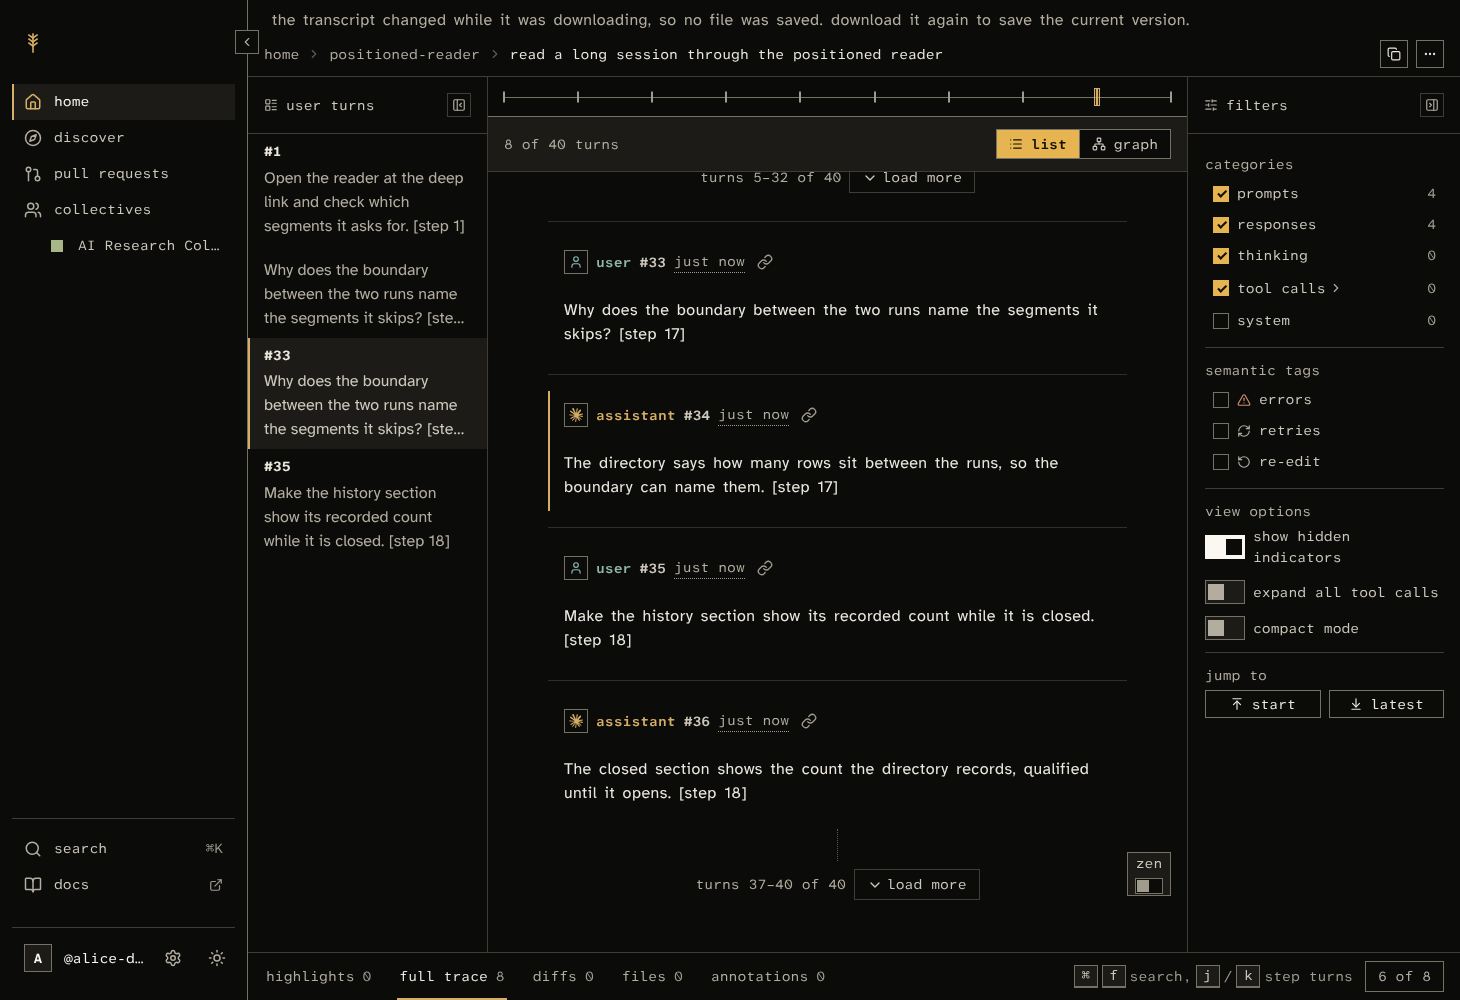 the transcript changed while it was downloading, so no file was saved. download it again to save the current version.
home > positioned-reader > read a long session through the positioned reader
home
discover
pull requests
collectives
AI Research Col…
search ⌘K
docs
A @alice-d…
user turns
#1
Open the reader at the deep
link and check which
segments it asks for. [step 1]
Why does the boundary
between the two runs name
the segments it skips? [ste…
#33
Why does the boundary
between the two runs name
the segments it skips? [ste…
#35
Make the history section
show its recorded count
while it is closed. [step 18]
8 of 40 turns
list graph
turns 5–32 of 40 load more
user #33 just now
Why does the boundary between the two runs name the segments it
skips? [step 17]
assistant #34 just now
The directory says how many rows sit between the runs, so the
boundary can name them. [step 17]
user #35 just now
Make the history section show its recorded count while it is closed.
[step 18]
assistant #36 just now
The closed section shows the count the directory records, qualified
until it opens. [step 18]
turns 37–40 of 40 load more
zen
filters
categories
prompts 4
responses 4
thinking 0
tool calls > 0
system 0
semantic tags
errors
retries
re-edit
view options
show hidden
indicators
expand all tool calls
compact mode
jump to
start latest
highlights 0 full trace 8 diffs 0 files 0 annotations 0
⌘ f search, j / k step turns 6 of 8